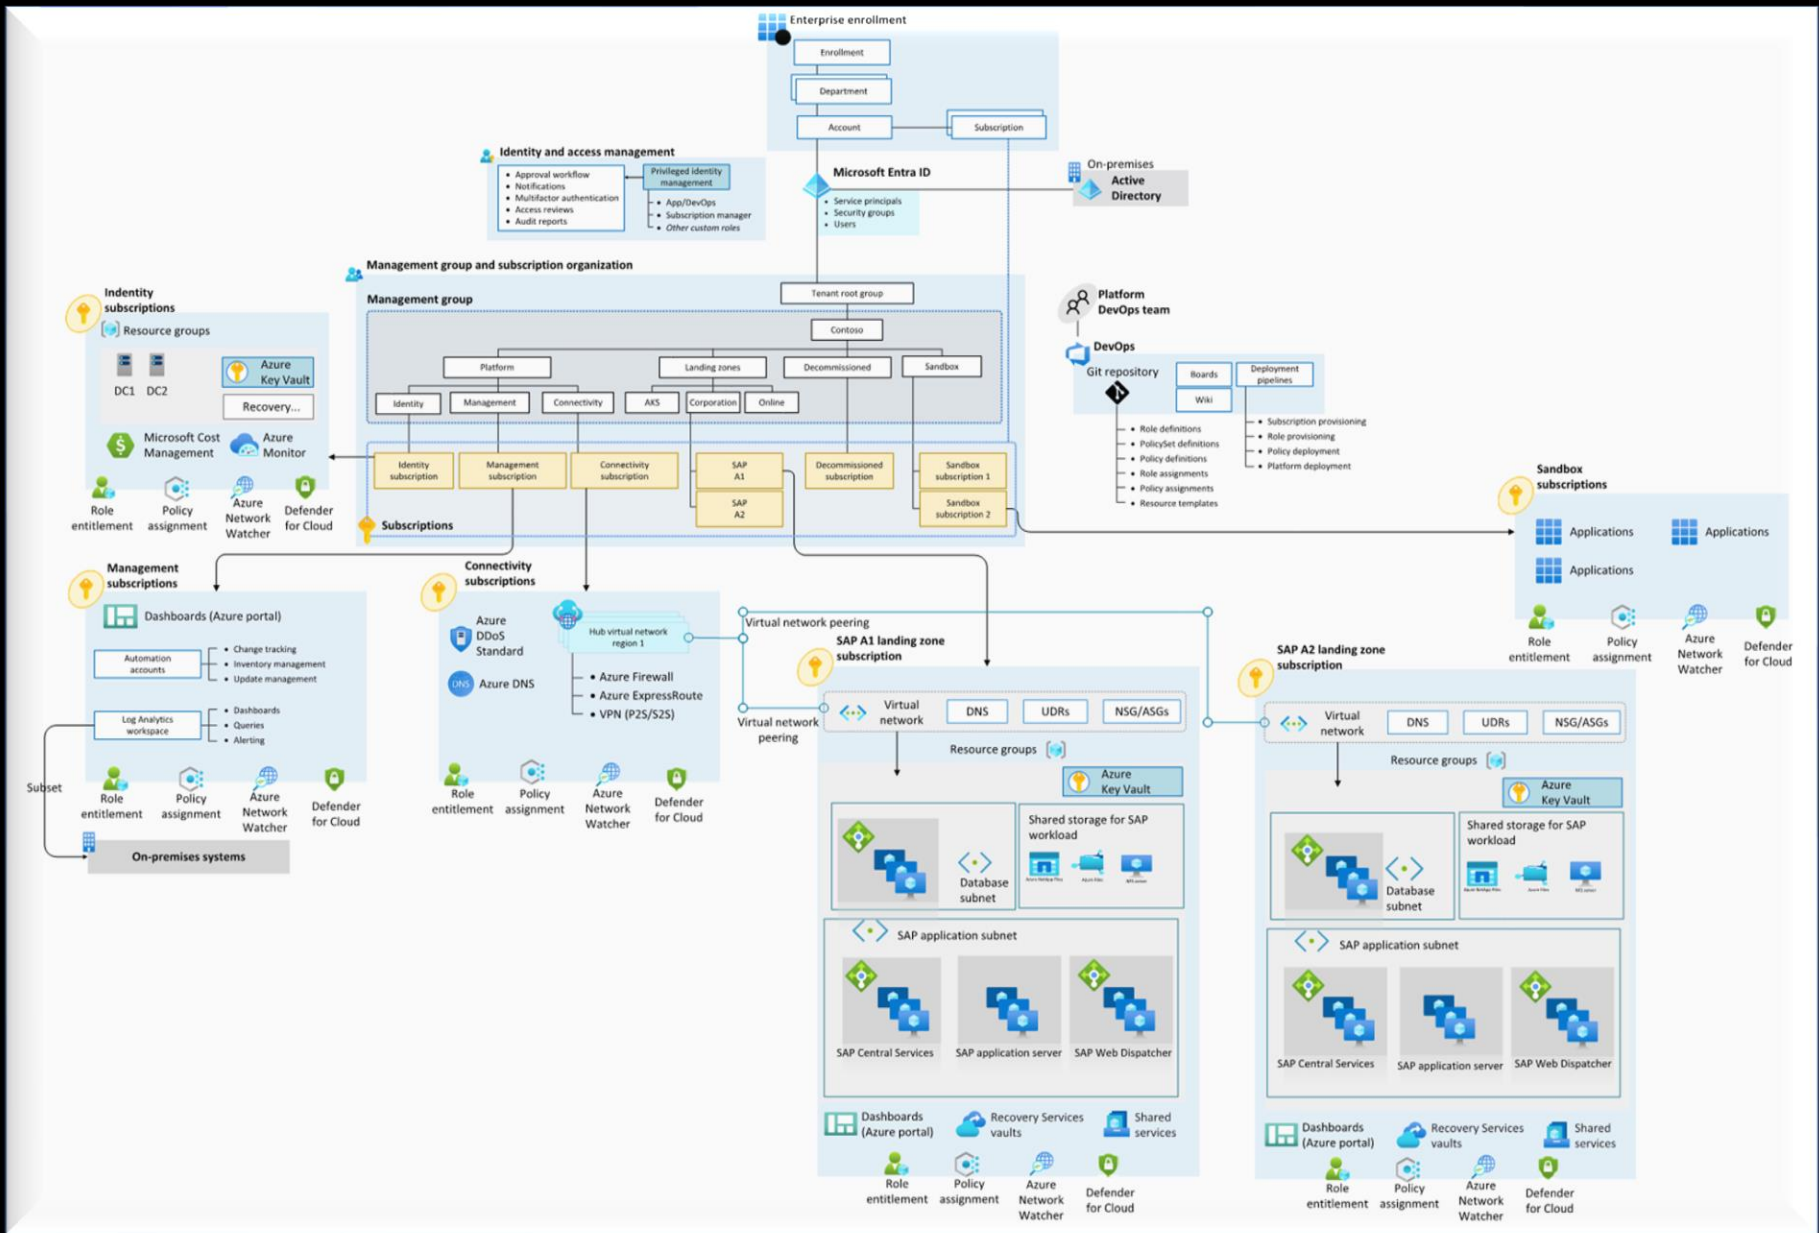 Enterprise enrollment
Enrollment
Department
Account
Subscription
Identity and access management
• Approval workflow
• Notifications
• Multifactor authentication
• Access reviews
• Audit reports
Privileged identity
management
• App/DevOps
• Subscription manager
• Other custom roles
Microsoft Entra ID
• Service principals
• Security groups
• Users
On-premises
Active
Directory
Management group and subscription organization
Management group
Tenant root group
Contoso
Platform
Landing zones
Decommissioned
Sandbox
Identity
Management
Connectivity
AKS
Corporation
Online
Identity
subscription
Management
subscription
Connectivity
subscription
SAP
A1
SAP
A2
Decommissioned
subscription
Sandbox
subscription 1
Sandbox
subscription 2
Subscriptions
Indentity
subscriptions
Resource groups
DC1
DC2
Azure
Key Vault
Recovery...
Microsoft Cost
Management
Azure
Monitor
Role
entitlement
Policy
assignment
Azure
Network
Watcher
Defender
for Cloud
Platform
DevOps team
DevOps
Git repository
Boards
Wiki
Deployment
pipelines
• Role definitions
• PolicySet definitions
• Policy definitions
• Role assignments
• Policy assignments
• Resource templates
• Subscription provisioning
• Role provisioning
• Policy deployment
• Platform deployment
Sandbox
subscriptions
Applications
Applications
Applications
Role
entitlement
Policy
assignment
Azure
Network
Watcher
Defender
for Cloud
Management
subscriptions
Dashboards (Azure portal)
Automation
accounts
• Change tracking
• Inventory management
• Update management
Log Analytics
workspace
• Dashboards
• Queries
• Alerting
Subset
Role
entitlement
Policy
assignment
Azure
Network
Watcher
Defender
for Cloud
On-premises systems
Connectivity
subscriptions
Azure
DDoS
Standard
DNS
Azure DNS
Hub virtual network
region 1
• Azure Firewall
• Azure ExpressRoute
• VPN (P2S/S2S)
Role
entitlement
Policy
assignment
Azure
Network
Watcher
Defender
for Cloud
Virtual network peering
Virtual network
peering
SAP A1 landing zone
subscription
Virtual
network
DNS
UDRs
NSG/ASGs
Resource groups
Azure
Key Vault
Database
subnet
Shared storage for SAP
workload
Azure NetApp Files
Azure Files
NFS server
SAP application subnet
SAP Central Services
SAP application server
SAP Web Dispatcher
Dashboards
(Azure portal)
Recovery Services
vaults
Shared
services
Role
entitlement
Policy
assignment
Azure
Network
Watcher
Defender
for Cloud
SAP A2 landing zone
subscription
Virtual
network
DNS
UDRs
NSG/ASGs
Resource groups
Azure
Key Vault
Database
subnet
Shared storage for SAP
workload
Azure NetApp Files
Azure Files
NFS server
SAP application subnet
SAP Central Services
SAP application server
SAP Web Dispatcher
Dashboards
(Azure portal)
Recovery Services
vaults
Shared
services
Role
entitlement
Policy
assignment
Azure
Network
Watcher
Defender
for Cloud